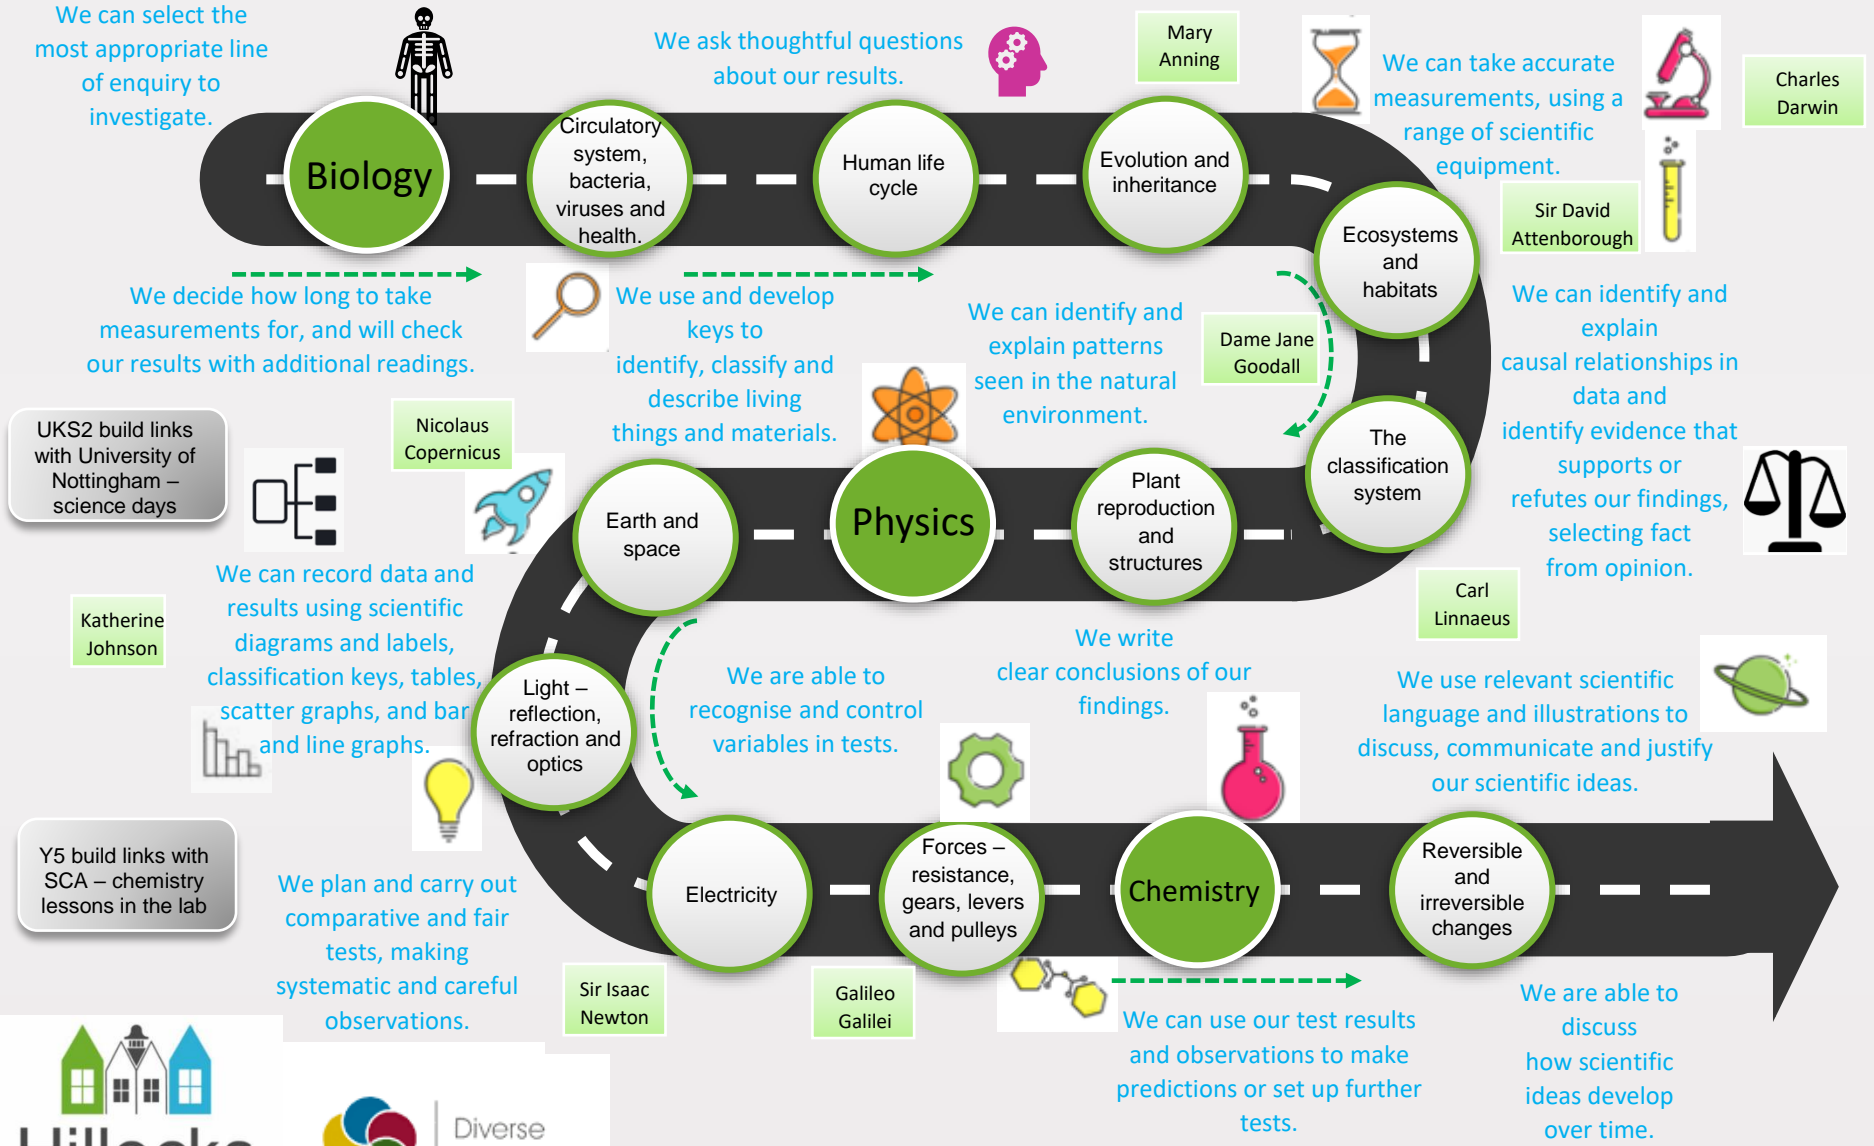 We can select the
most appropriate line
of enquiry to
investigate.
We ask thoughtful questions
about our results.
Mary
Anning
We can take accurate
measurements, using a
range of scientific
equipment.
Charles
Darwin
Biology
Circulatory
system,
bacteria,
viruses and
health.
Human life
cycle
Evolution and
inheritance
Sir David
Attenborough
Ecosystems
and
habitats
We decide how long to take
measurements for, and will check
our results with additional readings.
We use and develop
keys to
identify, classify and
describe living
things and materials.
We can identify and
explain patterns
seen in the natural
environment.
Dame Jane
Goodall
We can identify and
explain
causal relationships in
data and
identify evidence that
supports or
refutes our findings,
selecting fact
from opinion.
UKS2 build links
with University of
Nottingham –
science days
Nicolaus
Copernicus
The
classification
system
Plant
reproduction
and
structures
Physics
Earth and
space
Carl
Linnaeus
Katherine
Johnson
We can record data and
results using scientific
diagrams and labels,
classification keys, tables,
scatter graphs, and bar
and line graphs.
Light –
reflection,
refraction and
optics
We are able to
recognise and control
variables in tests.
We write
clear conclusions of our
findings.
We use relevant scientific
language and illustrations to
discuss, communicate and justify
our scientific ideas.
Y5 build links with
SCA – chemistry
lessons in the lab
We plan and carry out
comparative and fair
tests, making
systematic and careful
observations.
Electricity
Forces –
resistance,
gears, levers
and pulleys
Chemistry
Reversible
and
irreversible
changes
Sir Isaac
Newton
Galileo
Galilei
We can use our test results
and observations to make
predictions or set up further
tests.
We are able to
discuss
how scientific
ideas develop
over time.
Diverse